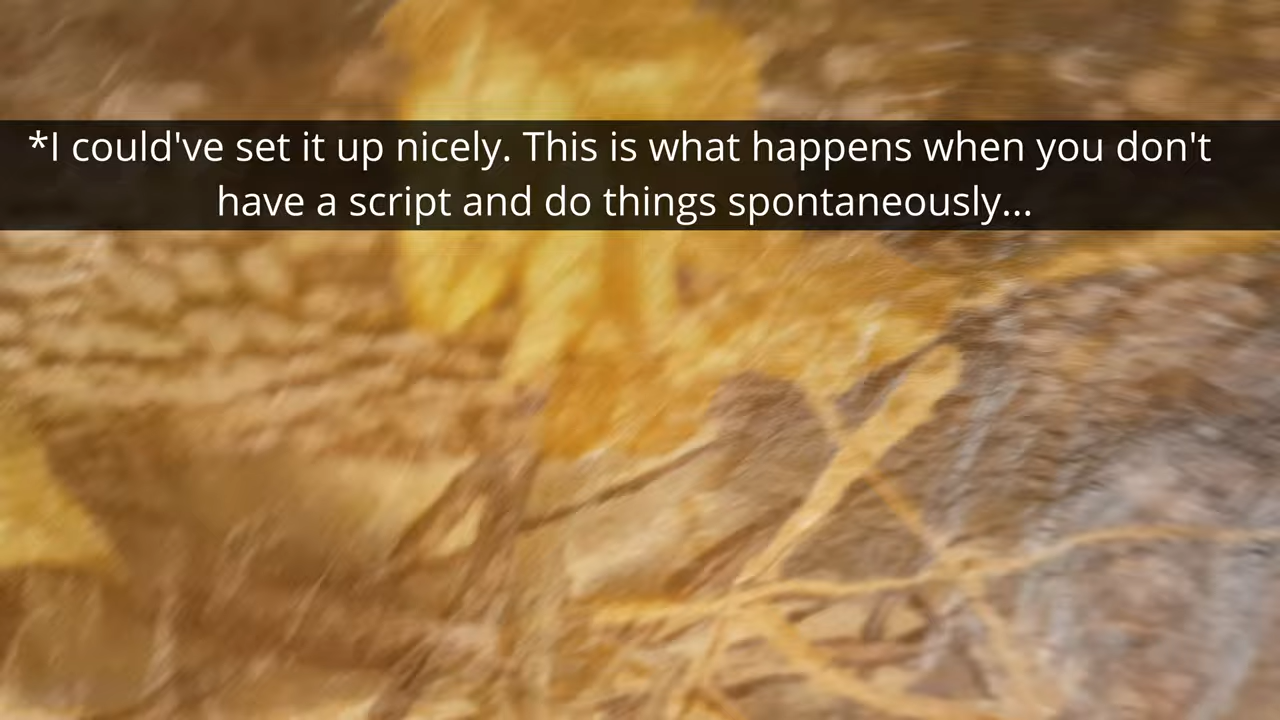 *I could've set it up nicely. This is what happens when you don't
have a script and do things spontaneously...